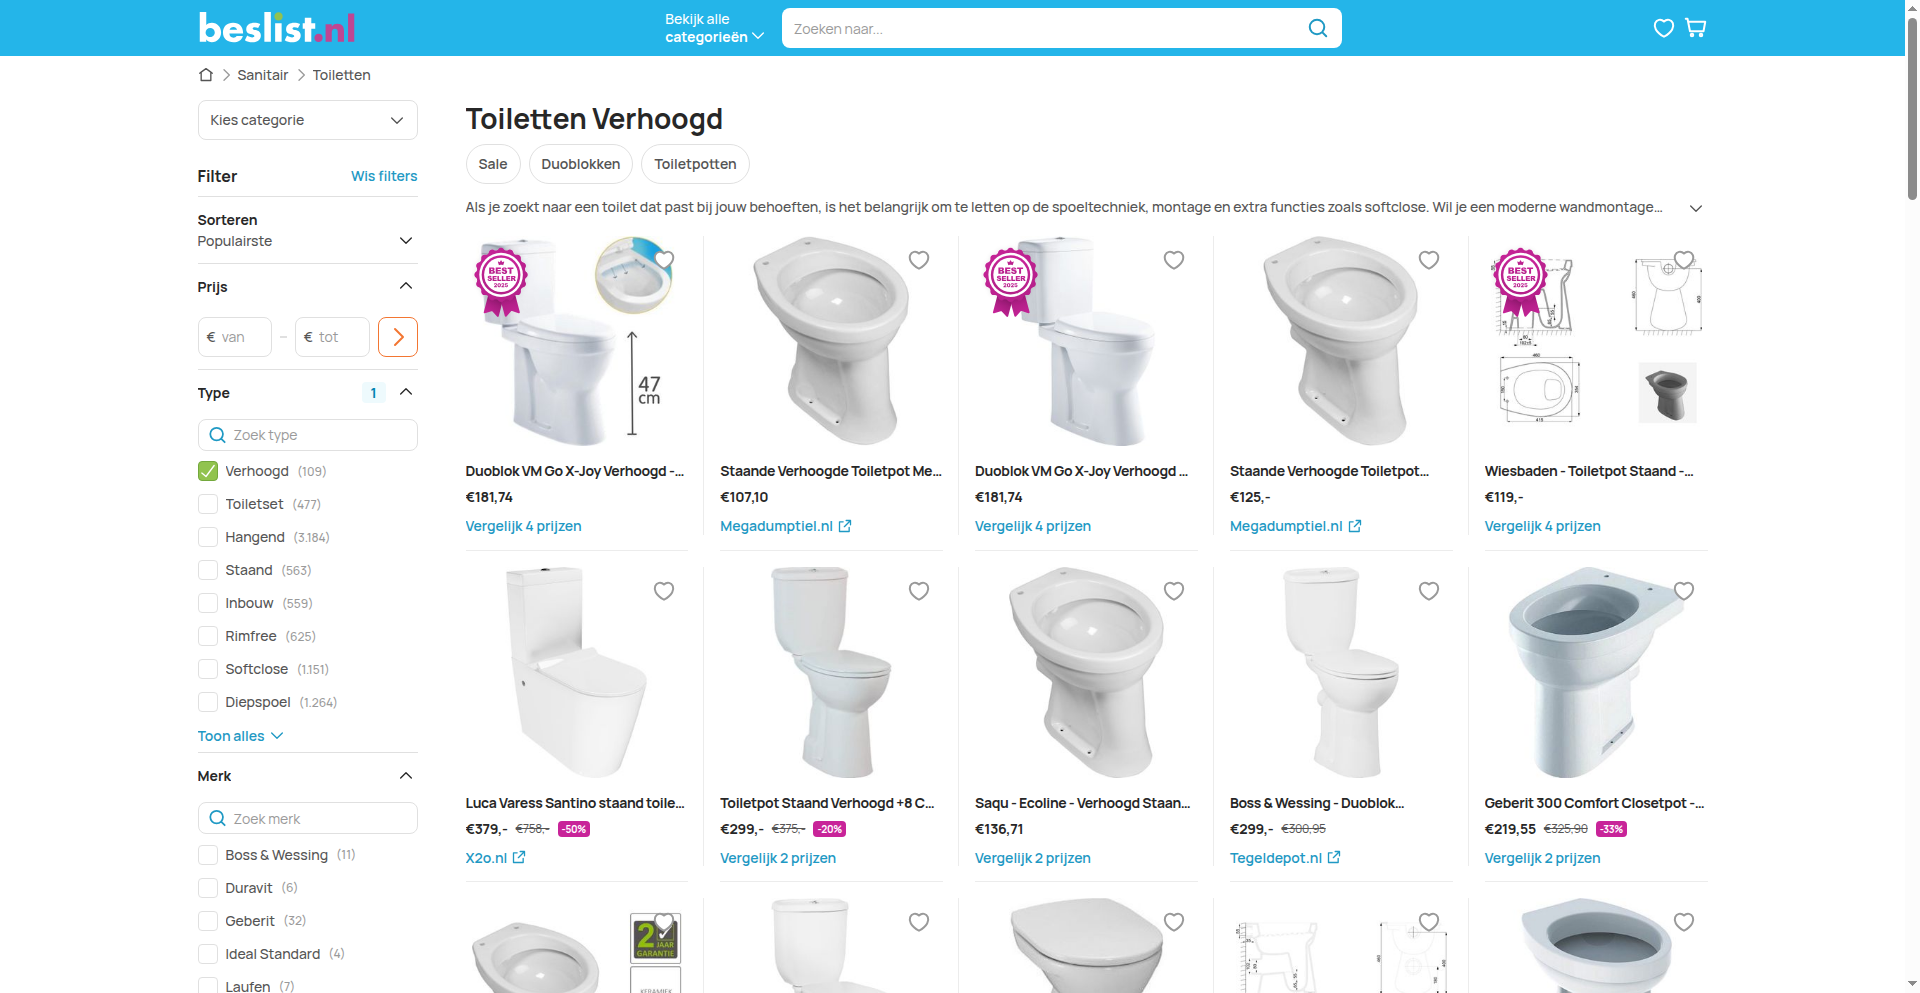 beslist.nl
Bekijk alle
categorieën
Zoeken naar...
Sanitair
Toiletten
Kies categorie
Filter
Wis filters
Sorteren
Populairste
Prijs
€ van
–
€ tot
Type
1
Zoek type
Verhoogd (109)
Toiletset (477)
Hangend (3.184)
Staand (563)
Inbouw (559)
Rimfree (625)
Softclose (1.151)
Diepspoel (1.264)
Toon alles
Merk
Zoek merk
Boss & Wessing (11)
Duravit (6)
Geberit (32)
Ideal Standard (4)
Laufen (7)
Toiletten Verhoogd
Sale
Duoblokken
Toiletpotten
Als je zoekt naar een toilet dat past bij jouw behoeften, is het belangrijk om te letten op de spoeltechniek, montage en extra functies zoals softclose. Wil je een moderne wandmontage...
BEST
SELLER
2025
47
cm
Duoblok VM Go X-Joy Verhoogd -...
€181,74
Vergelijk 4 prijzen
Staande Verhoogde Toiletpot Me...
€107,10
Megadumptiel.nl
BEST
SELLER
2025
Duoblok VM Go X-Joy Verhoogd ...
€181,74
Vergelijk 4 prijzen
Staande Verhoogde Toiletpot...
€125,-
Megadumptiel.nl
BEST
SELLER
2025
Wiesbaden - Toiletpot Staand -...
€119,-
Vergelijk 4 prijzen
Luca Varess Santino staand toile...
€379,- €758,- -50%
X2o.nl
Toiletpot Staand Verhoogd +8 C...
€299,- €375,- -20%
Vergelijk 2 prijzen
Saqu - Ecoline - Verhoogd Staan...
€136,71
Vergelijk 2 prijzen
Boss & Wessing - Duoblok...
€299,- €300,95
Tegeldepot.nl
Geberit 300 Comfort Closetpot -...
€219,55 €325,90 -33%
Vergelijk 2 prijzen
2 JAAR
GARANTIE
KERAMIEK